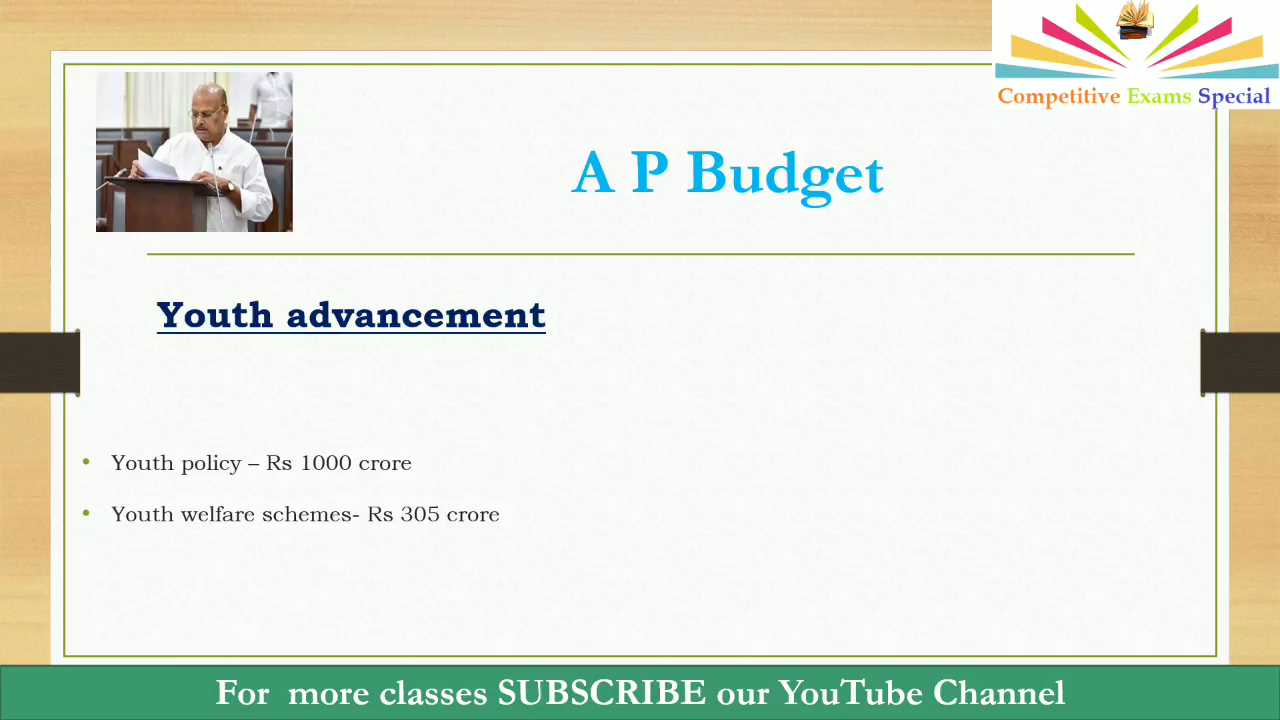 Competitive Exams Special
A P Budget
Youth advancement
• Youth policy – Rs 1000 crore
• Youth welfare schemes- Rs 305 crore
For more classes SUBSCRIBE our YouTube Channel